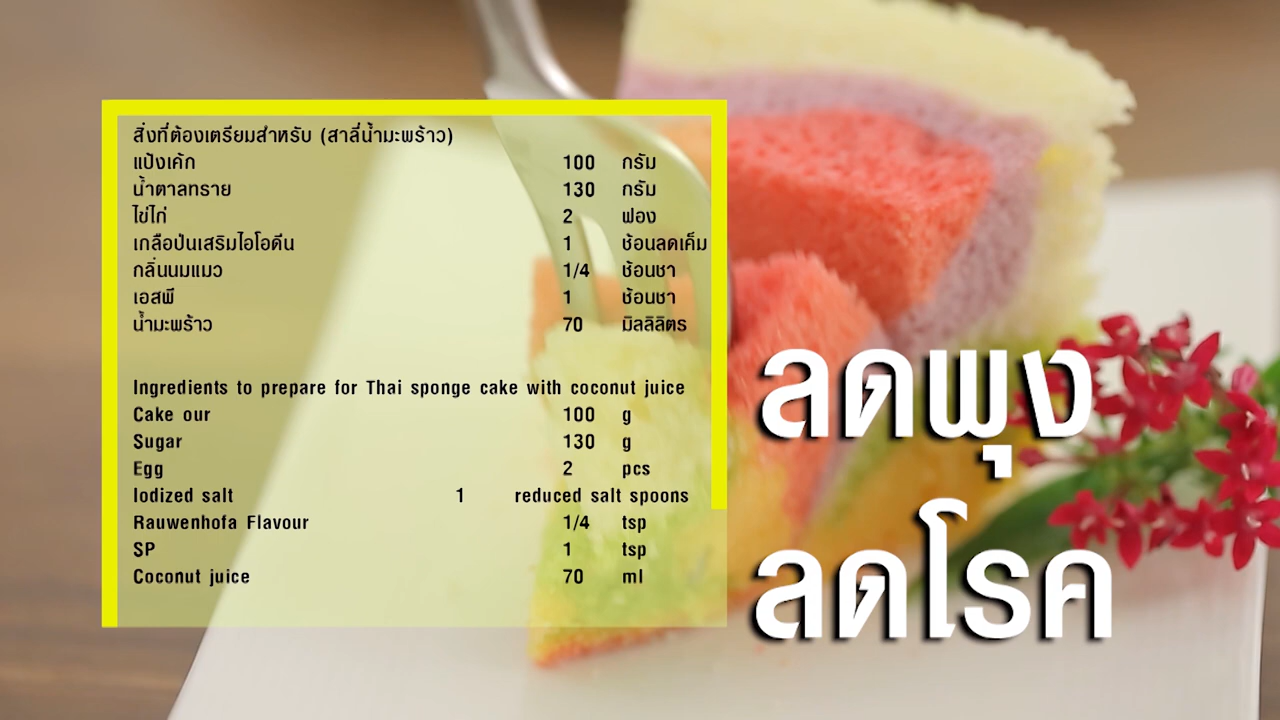 สิ่งที่ต้องเตรียมสำหรับ (สาลี่น้ำมะพร้าว)
แป้งเค้ก 100 กรัม
น้ำตาลทราย 130 กรัม
ไข่ไก่ 2 ฟอง
เกลือป่นเสริมไอโอดีน 1 ช้อนลดเค็ม
กลิ่นนมแมว 1/4 ช้อนชา
เอสพี 1 ช้อนชา
น้ำมะพร้าว 70 มิลลิลิตร
Ingredients to prepare for Thai sponge cake with coconut juice
Cake our 100 g
Sugar 130 g
Egg 2 pcs
Iodized salt 1 reduced salt spoons
Rauwenhofa Flavour 1/4 tsp
SP 1 tsp
Coconut juice 70 ml
ลดพุง
ลดโรค